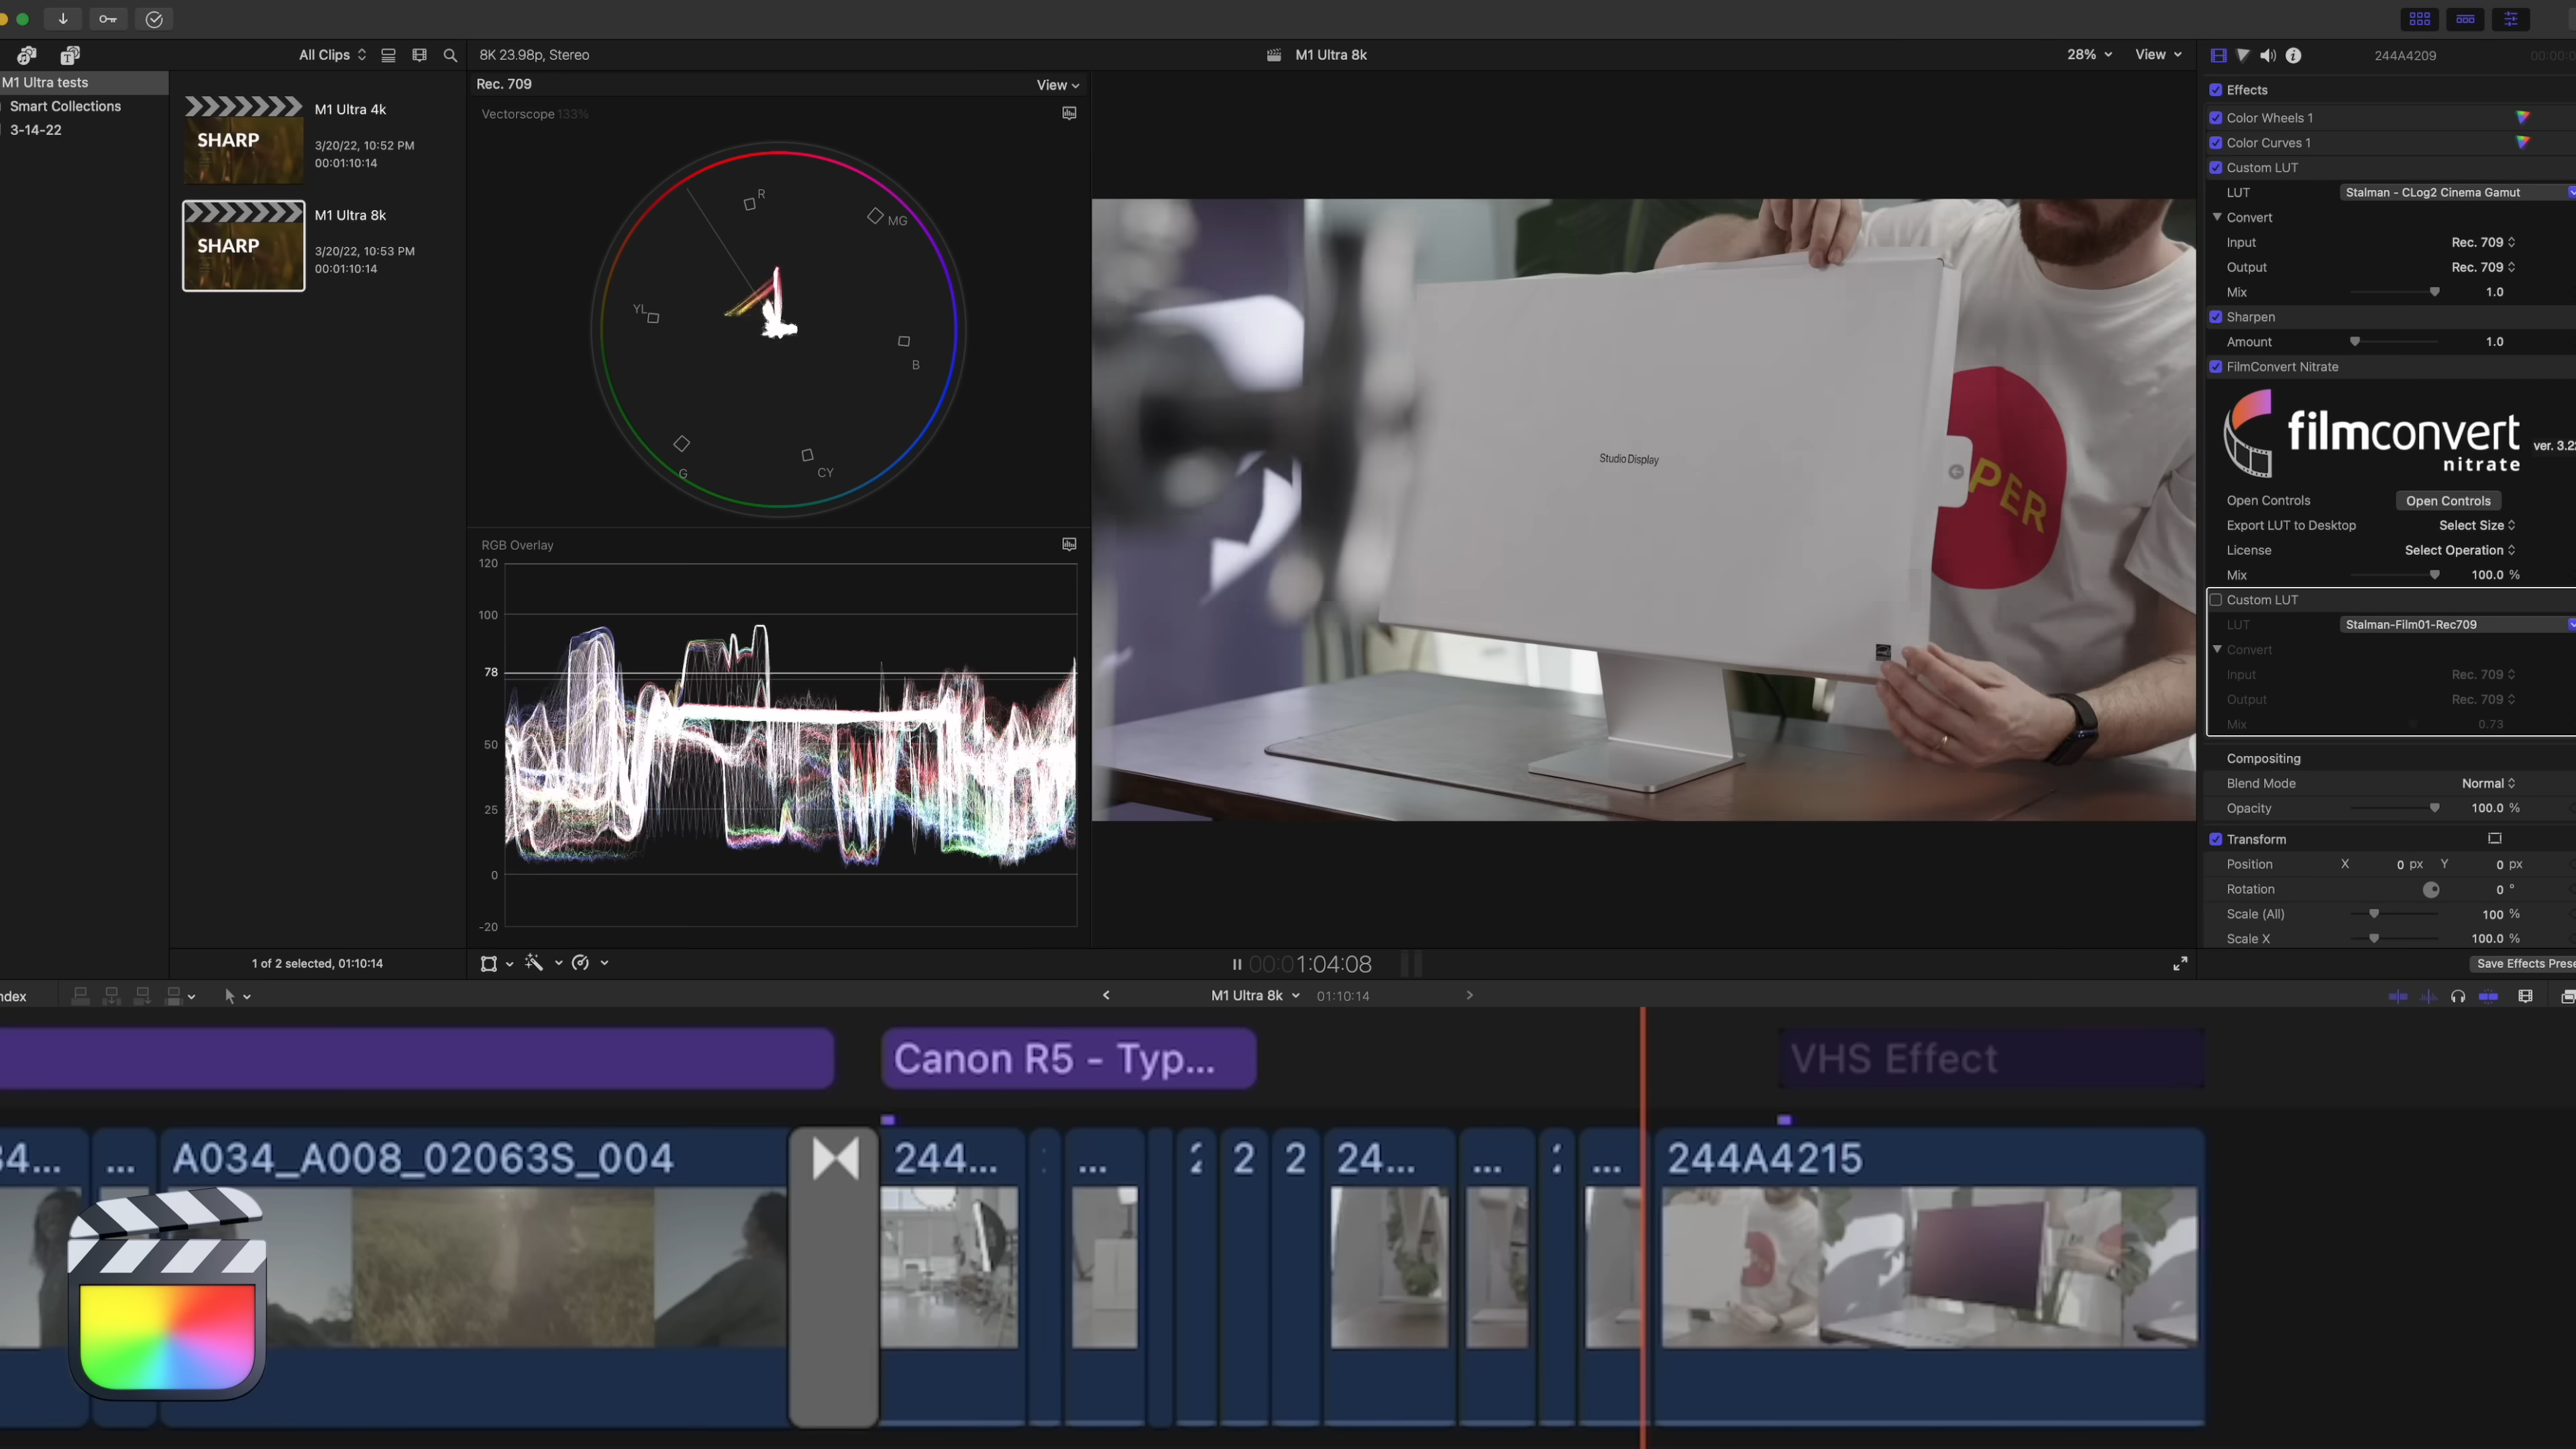 All Clips
8K 23.98p, Stereo
M1 Ultra 8k
28%
View
244A4209
M1 Ultra tests
Smart Collections
3-14-22
M1 Ultra 4k
SHARP
3/20/22, 10:52 PM
00:01:10:14
M1 Ultra 8k
SHARP
3/20/22, 10:53 PM
00:01:10:14
1 of 2 selected, 01:10:14
Rec. 709
View
Vectorscope 133%
R
MG
YL
B
G
CY
RGB Overlay
120
100
78
50
25
0
-20
Studio Display
PER
00:01:04:08
Effects
Color Wheels 1
Color Curves 1
Custom LUT
LUT Stalman - CLog2 Cinema Gamut
Convert
Input Rec. 709
Output Rec. 709
Mix 1.0
Sharpen
Amount 1.0
FilmConvert Nitrate
filmconvert
nitrate
ver. 3.2
Open Controls Open Controls
Export LUT to Desktop Select Size
License Select Operation
Mix 100.0 %
Custom LUT
LUT Stalman-Film01-Rec709
Convert
Input Rec. 709
Output Rec. 709
Mix 0.73
Compositing
Blend Mode Normal
Opacity 100.0 %
Transform
Position X 0 px Y 0 px
Rotation 0 °
Scale (All) 100 %
Scale X 100.0 %
Save Effects Prese
ndex
M1 Ultra 8k
01:10:14
Canon R5 - Typ...
VHS Effect
34...
...
A034_A008_02063S_004
244...
...
2
2
24...
...
...
244A4215